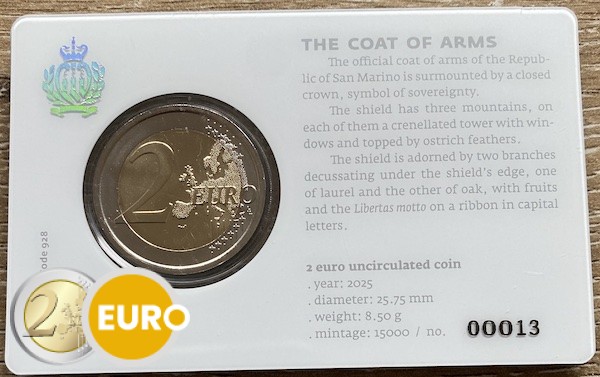 THE COAT OF ARMS
The official coat of arms of the Repub-
lic of San Marino is surmounted by a closed
crown, symbol of sovereignty.
The shield has three mountains, on
each of them a crenellated tower with win-
dows and topped by ostrich feathers.
The shield is adorned by two branches
decussating under the shield's edge, one
of laurel and the other of oak, with fruits
and the Libertas motto on a ribbon in capital
letters.
2 euro uncirculated coin
. year: 2025
. diameter: 25.75 mm
. weight: 8.50 g
. mintage: 15000 / no. 00013
2 EURO
ode 928
2
EURO